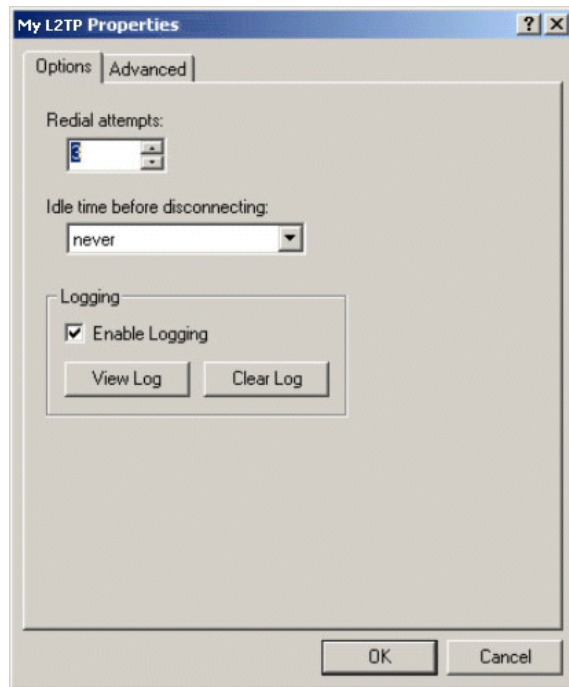 My L2TP Properties
Options Advanced
Redial attempts:
3
Idle time before disconnecting:
never
Logging
Enable Logging
View Log Clear Log
OK Cancel